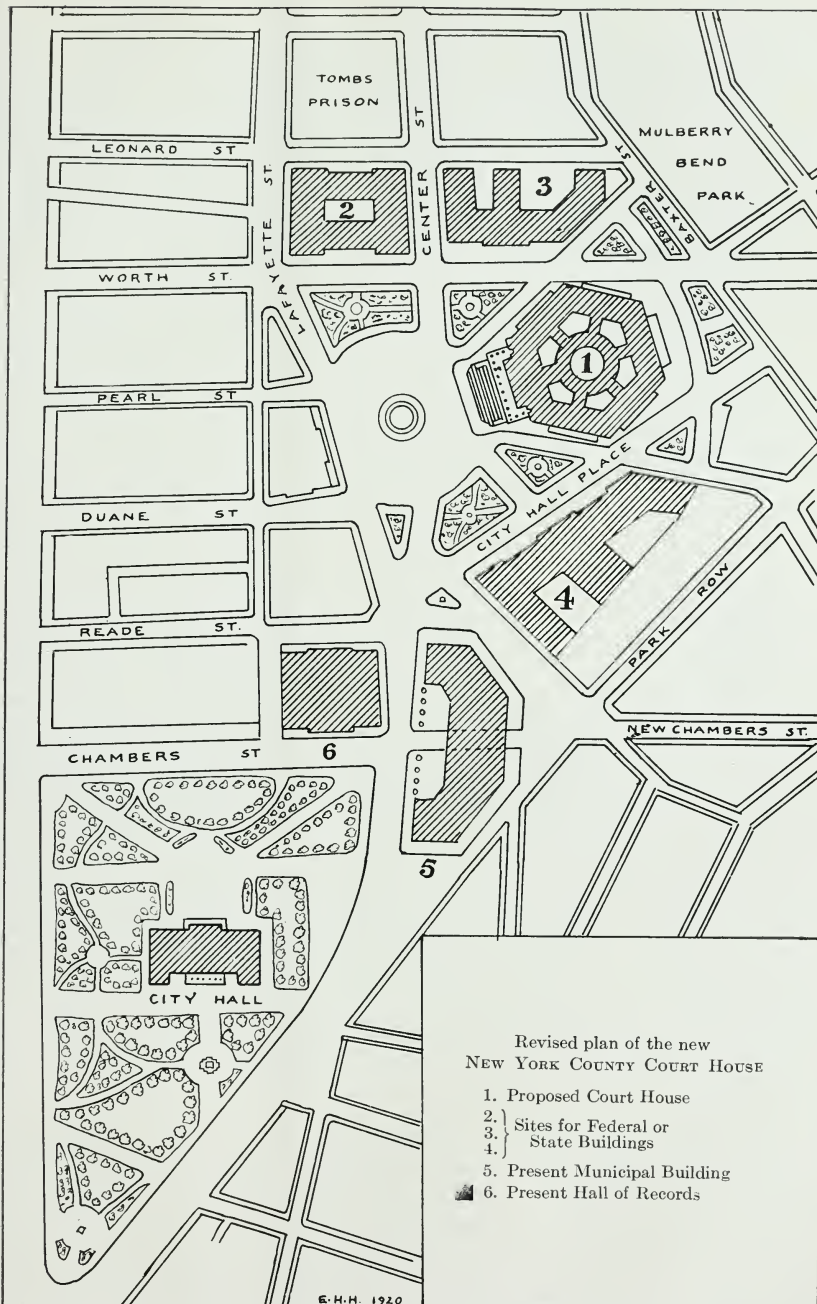 TOMBS
PRISON
ST
MULBERRY
BEND
PARK
LEONARD ST
ST.
LAFAYETTE
CENTER
ST
BAXTER
2
3
WORTH ST.
1
PEARL ST
CITY HALL PLACE
DUANE ST
4
PARK ROW
READE ST.
NEW CHAMBERS ST.
CHAMBERS ST
6
5
CITY HALL
Revised plan of the new
NEW YORK COUNTY COURT HOUSE
1. Proposed Court House
2.
3. Sites for Federal or
4. State Buildings
5. Present Municipal Building
6. Present Hall of Records
E.H.H. 1920